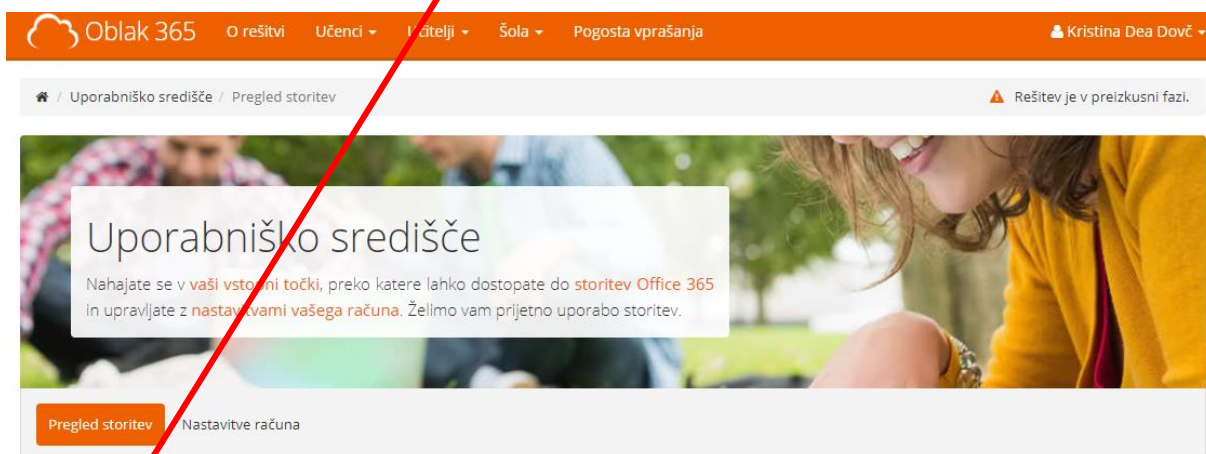 Oblak 365 O rešitvi Učenci Učitelji Šola Pogosta vprašanja Kristina Dea Dovč
/ Uporabniško središče / Pregled storitev Rešitev je v preizkusni fazi.
Uporabniško središče
Nahajate se v vaši vstopni točki, preko katere lahko dostopate do storitev Office 365
in upravljate z nastavitvami vašega računa. Želimo vam prijetno uporabo storitev.
Pregled storitev Nastavitve računa